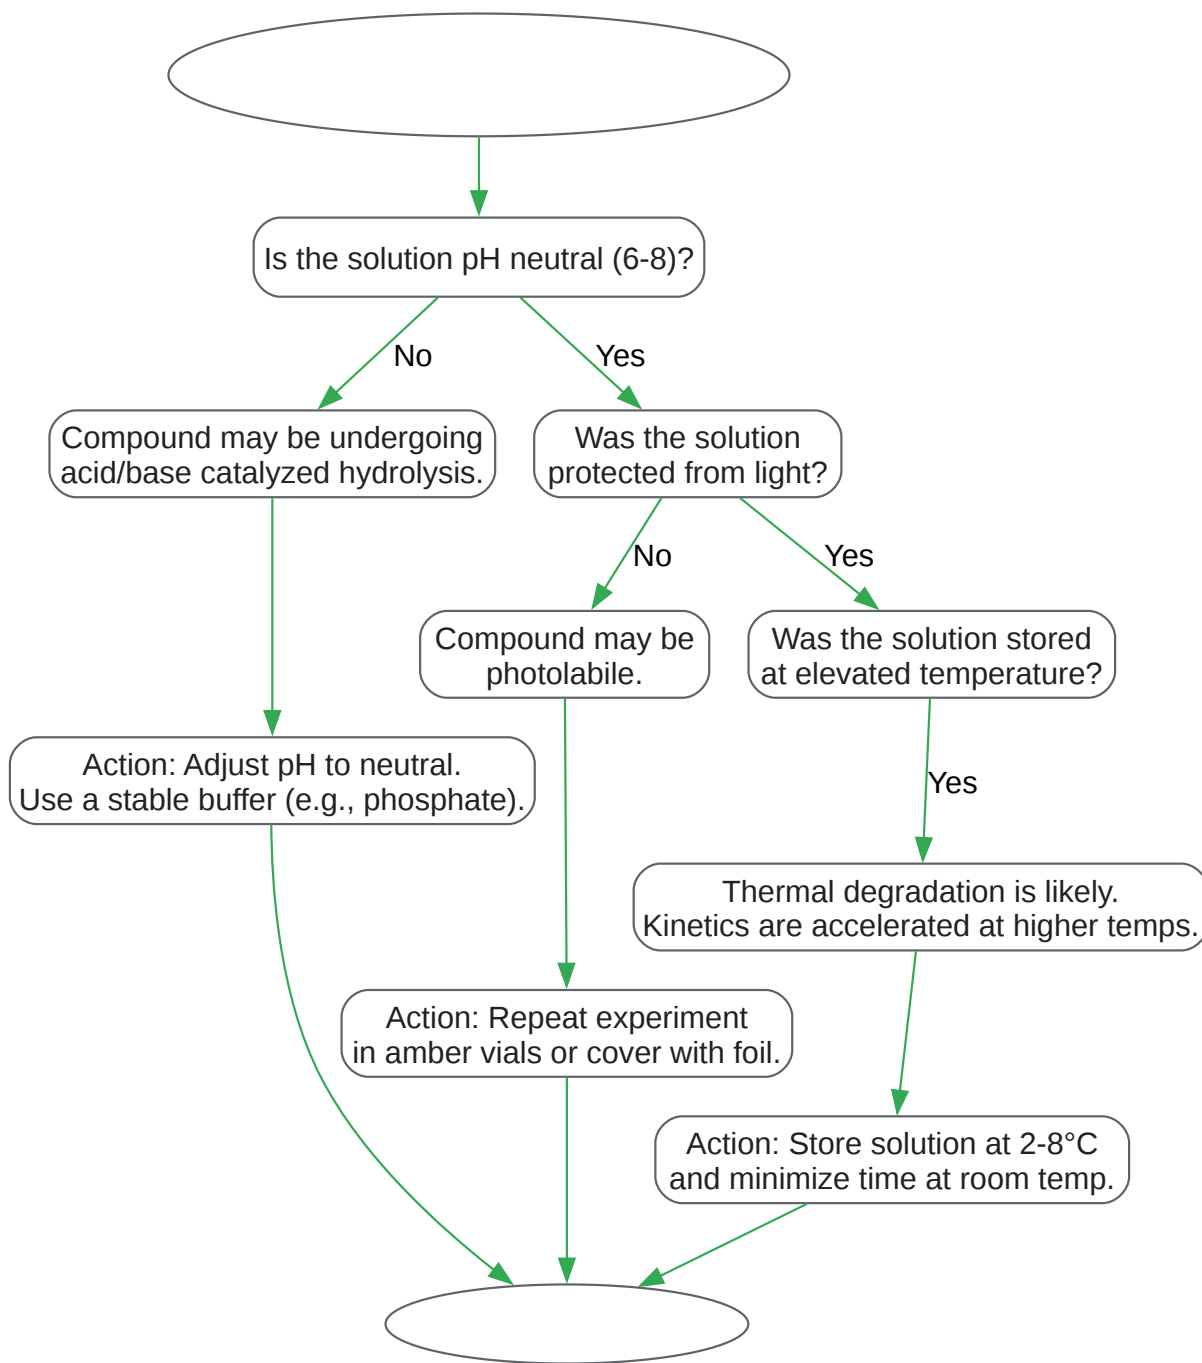 Is the solution pH neutral (6-8)?
No
Yes
Compound may be undergoing
acid/base catalyzed hydrolysis.
Was the solution
protected from light?
No
Yes
Compound may be
photolabile.
Was the solution stored
at elevated temperature?
Action: Adjust pH to neutral.
Use a stable buffer (e.g., phosphate).
Yes
Thermal degradation is likely.
Kinetics are accelerated at higher temps.
Action: Repeat experiment
in amber vials or cover with foil.
Action: Store solution at 2-8°C
and minimize time at room temp.